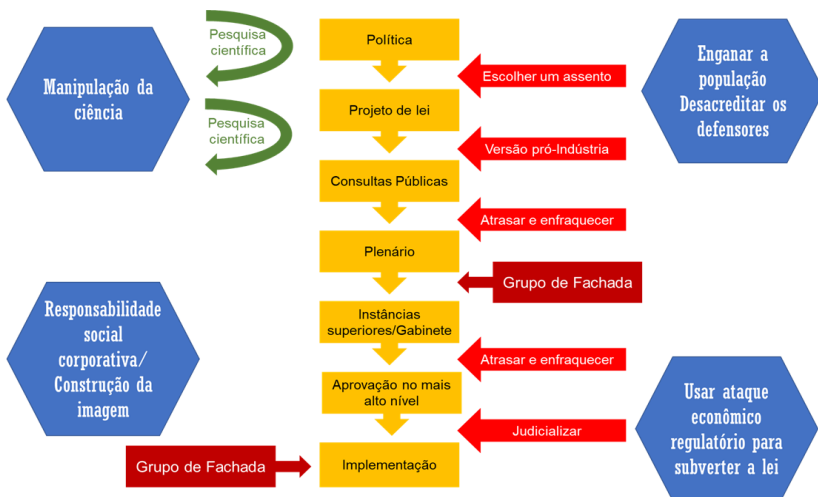 Manipulação da
ciência
Pesquisa
científica
Pesquisa
científica
Política
Escolher um assento
Enganar a
população
Desacreditar os
defensores
Projeto de lei
Versão pró-Indústria
Consultas Públicas
Atrasar e enfraquecer
Plenário
Grupo de Fachada
Responsabilidade
social
corporativa/
Construção da
imagem
Instâncias
superiores/Gabinete
Atrasar e enfraquecer
Aprovação no mais
alto nível
Judicializar
Usar ataque
econômico
regulatório para
subverter a lei
Grupo de Fachada
Implementação